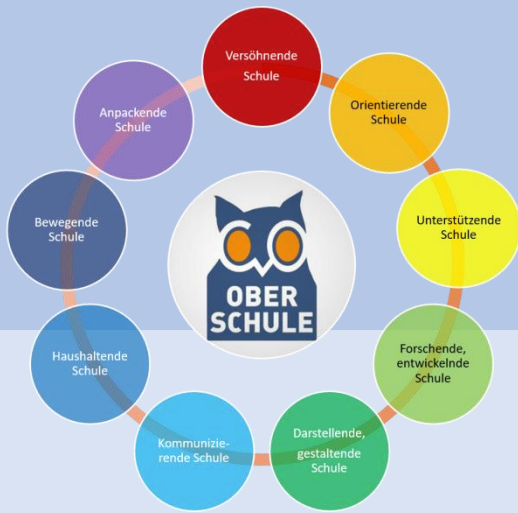 Versöhnende
Schule
Orientierende
Schule
Unterstützende
Schule
Forschende,
entwickelnde
Schule
Darstellende,
gestaltende
Schule
Kommunizie-
rende Schule
Haushaltende
Schule
Bewegende
Schule
Anpackende
Schule
OBER
SCHULE